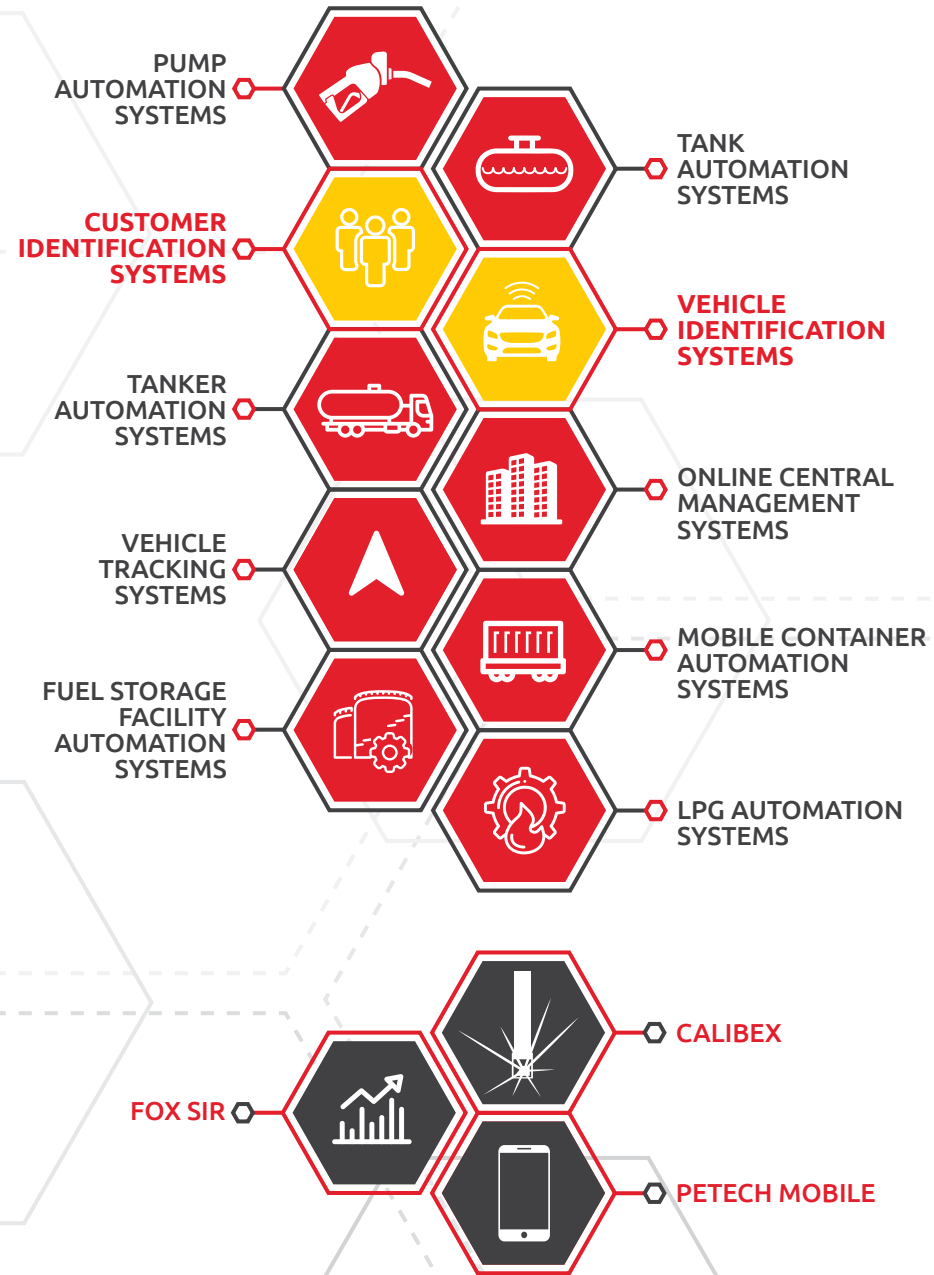 PUMP
AUTOMATION
SYSTEMS
TANK
AUTOMATION
SYSTEMS
CUSTOMER
IDENTIFICATION
SYSTEMS
VEHICLE
IDENTIFICATION
SYSTEMS
TANKER
AUTOMATION
SYSTEMS
ONLINE CENTRAL
MANAGEMENT
SYSTEMS
VEHICLE
TRACKING
SYSTEMS
MOBILE CONTAINER
AUTOMATION
SYSTEMS
FUEL STORAGE
FACILITY
AUTOMATION
SYSTEMS
LPG AUTOMATION
SYSTEMS
CALIBEX
FOX SIR
PETECH MOBILE